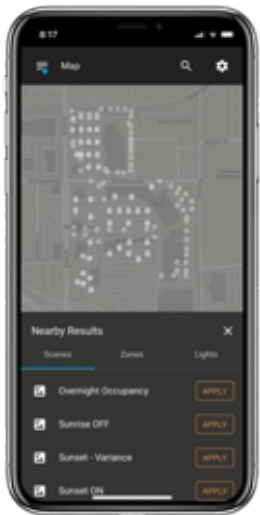 8:17
Map
Nearby Results
Scenes Zones Lights
Overnight Occupancy APPLY
Sunrise OFF APPLY
Sunset - Variance APPLY
Sunset ON APPLY